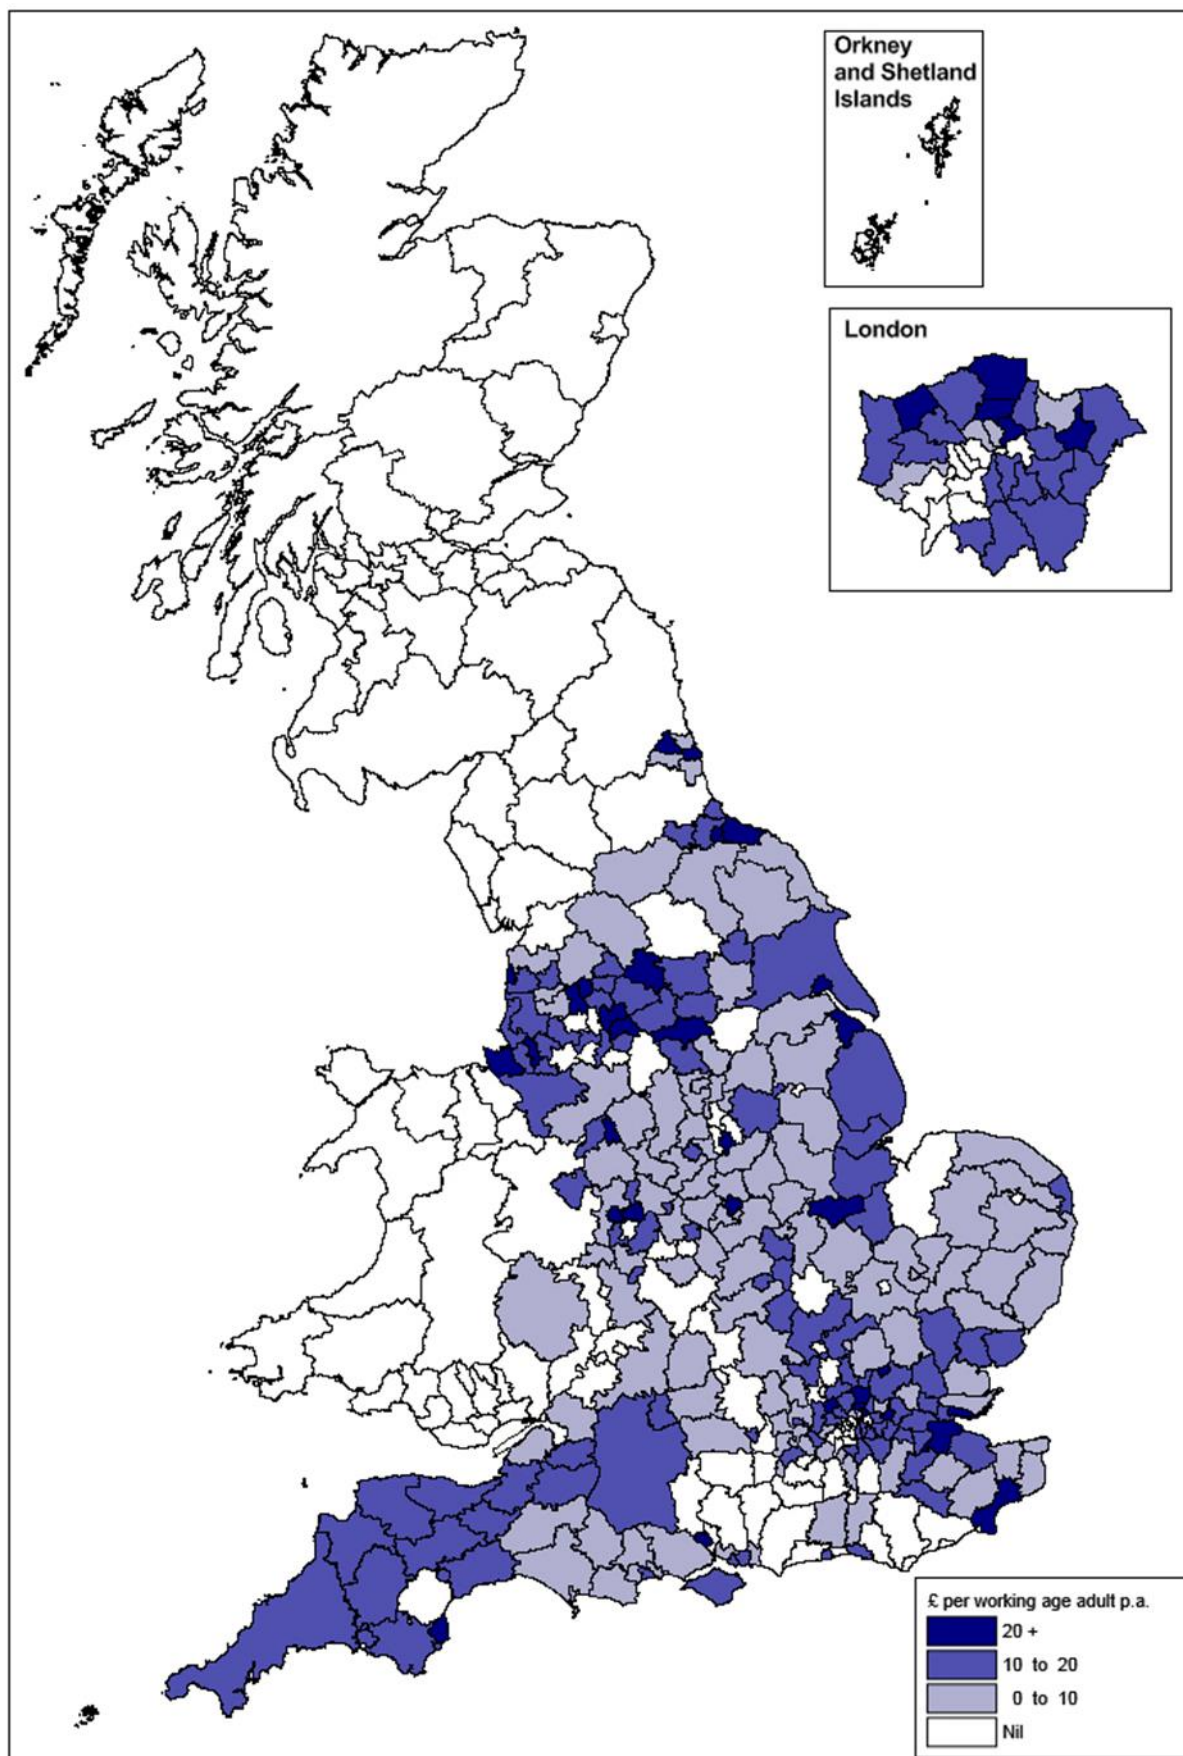 Orkney
and Shetland
Islands
London
£ per working age adult p.a.
20 +
10 to 20
0 to 10
Nil